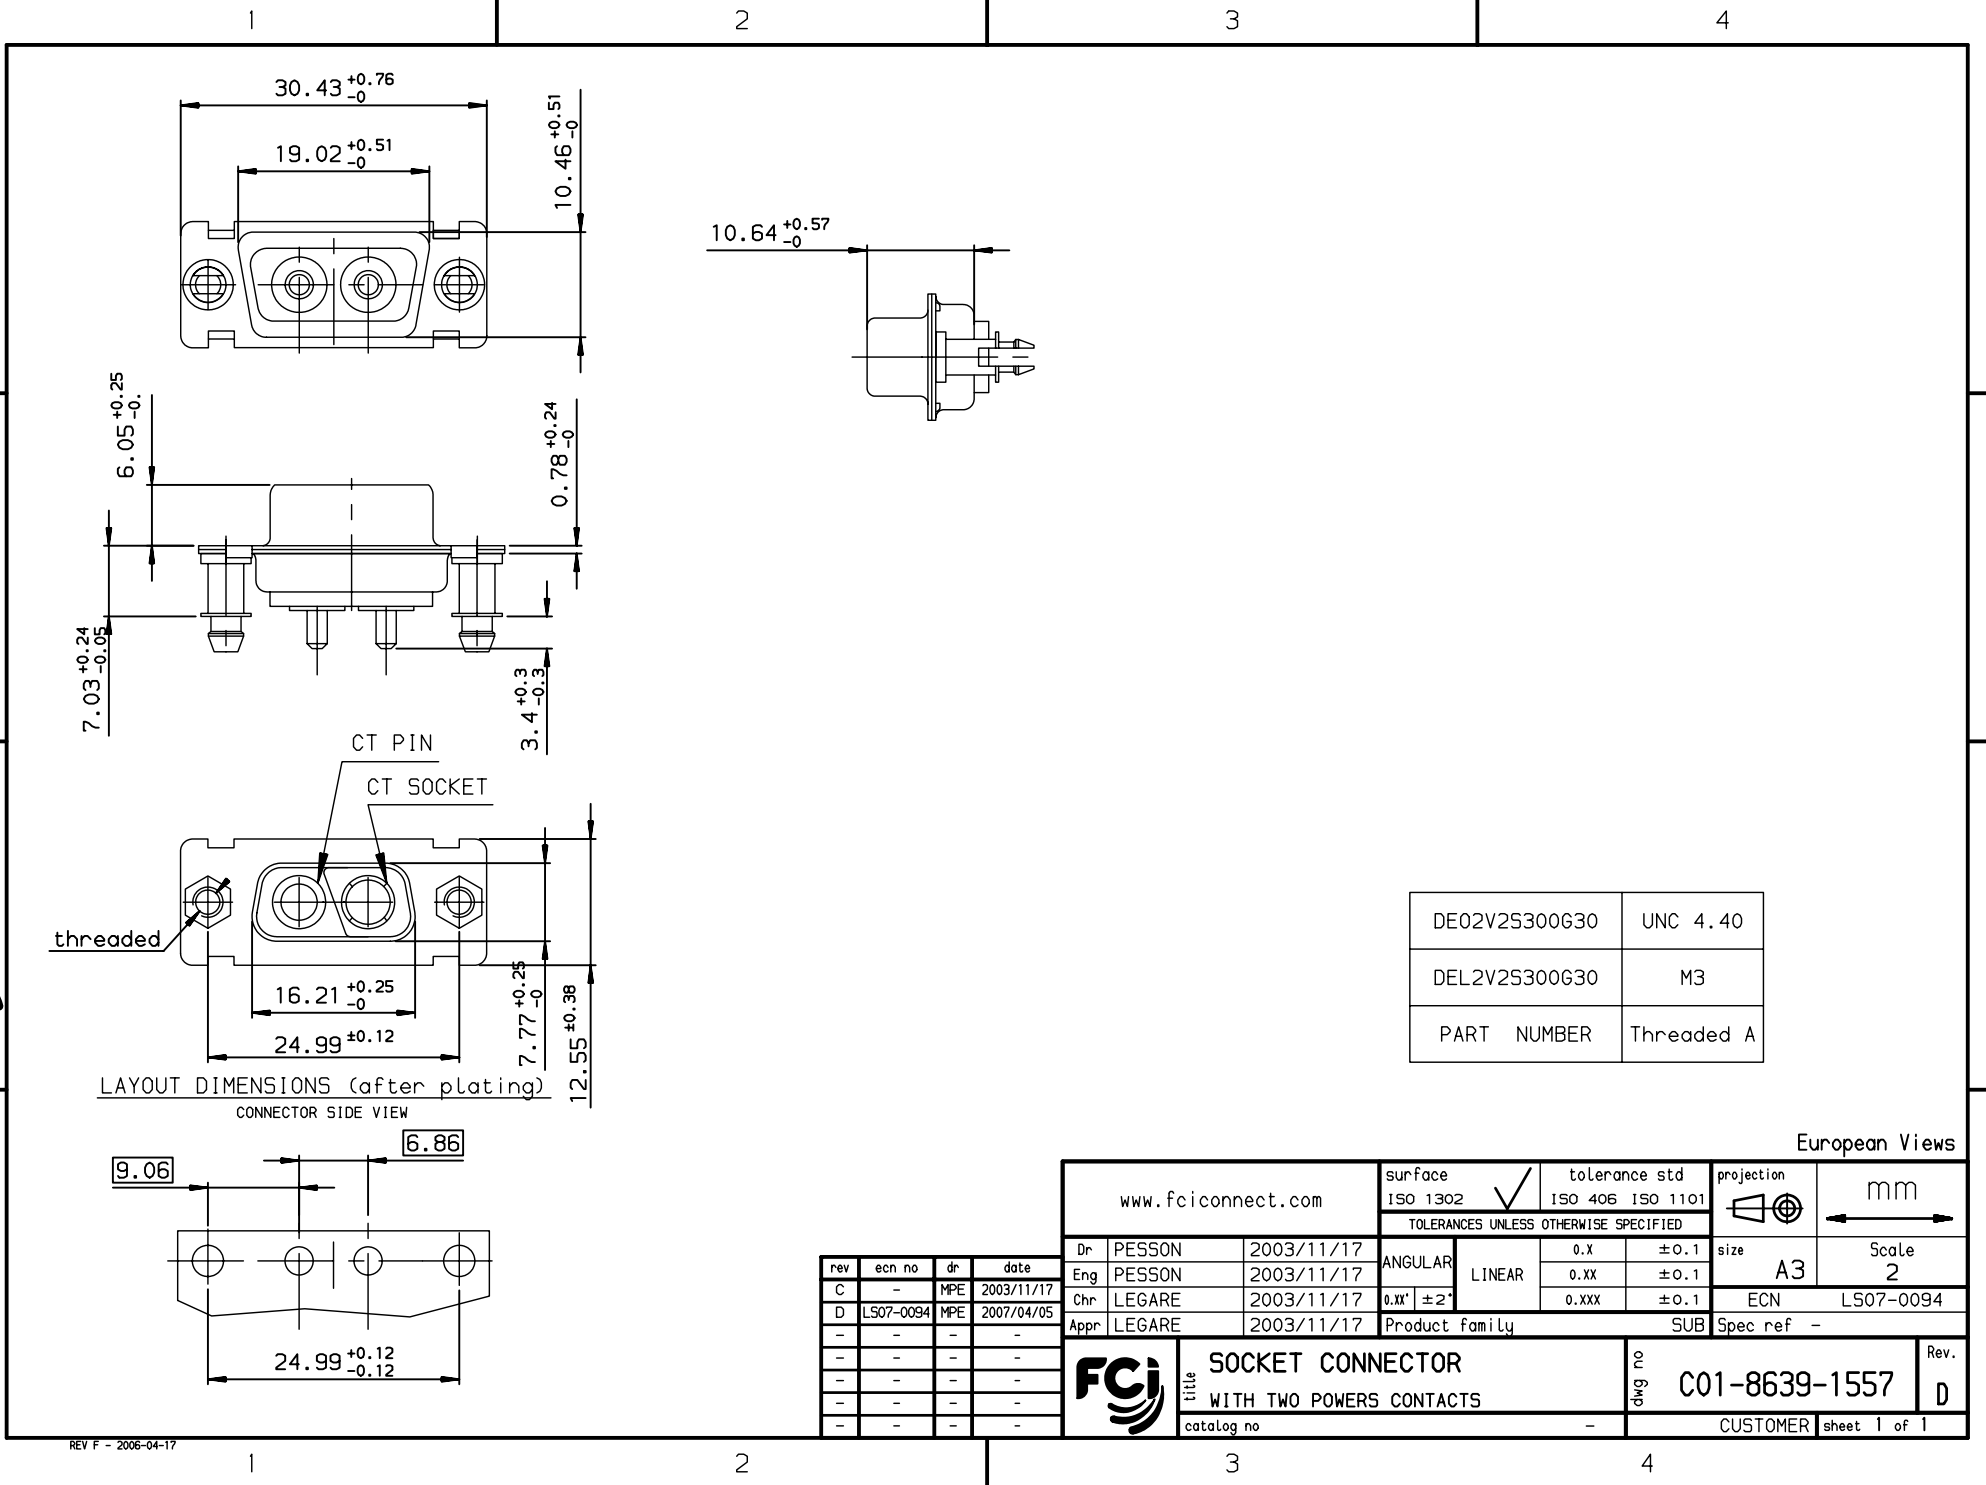 1 2 3 4
30.43 +0.76 -0
19.02 +0.51 -0
10.46 +0.51 -0
10.64 +0.57 -0
6.05 +0.25 -0.
0.78 +0.24 -0
7.03 +0.24 -0.05
3.4 +0.3 -0.3
CT PIN
CT SOCKET
threaded
16.21 +0.25 -0
24.99 ±0.12
7.77 +0.25 -0
12.55 ±0.38
LAYOUT DIMENSIONS (after plating)
CONNECTOR SIDE VIEW
6.86
9.06
24.99 +0.12 -0.12
DE02V2S300G30 UNC 4.40
DEL2V2S300G30 M3
PART NUMBER Threaded A
European Views
www.fciconnect.com
surface
ISO 1302
tolerance std
ISO 406 ISO 1101
projection
mm
TOLERANCES UNLESS OTHERWISE SPECIFIED
Dr PESSON 2003/11/17
Eng PESSON 2003/11/17
Chr LEGARE 2003/11/17
Appr LEGARE 2003/11/17
ANGULAR
0.XX° ±2°
LINEAR
0.X ±0.1
0.XX ±0.1
0.XXX ±0.1
size A3
Scale
2
ECN LS07-0094
Product family SUB
Spec ref -
rev ecn no dr date
C - MPE 2003/11/17
D LS07-0094 MPE 2007/04/05
- - - -
- - - -
- - - -
- - - -
- - - -
FCi
title
SOCKET CONNECTOR
WITH TWO POWERS CONTACTS
dwg no
C01-8639-1557
Rev.
D
catalog no -
CUSTOMER
sheet 1 of 1
REV F - 2006-04-17
1 2 3 4